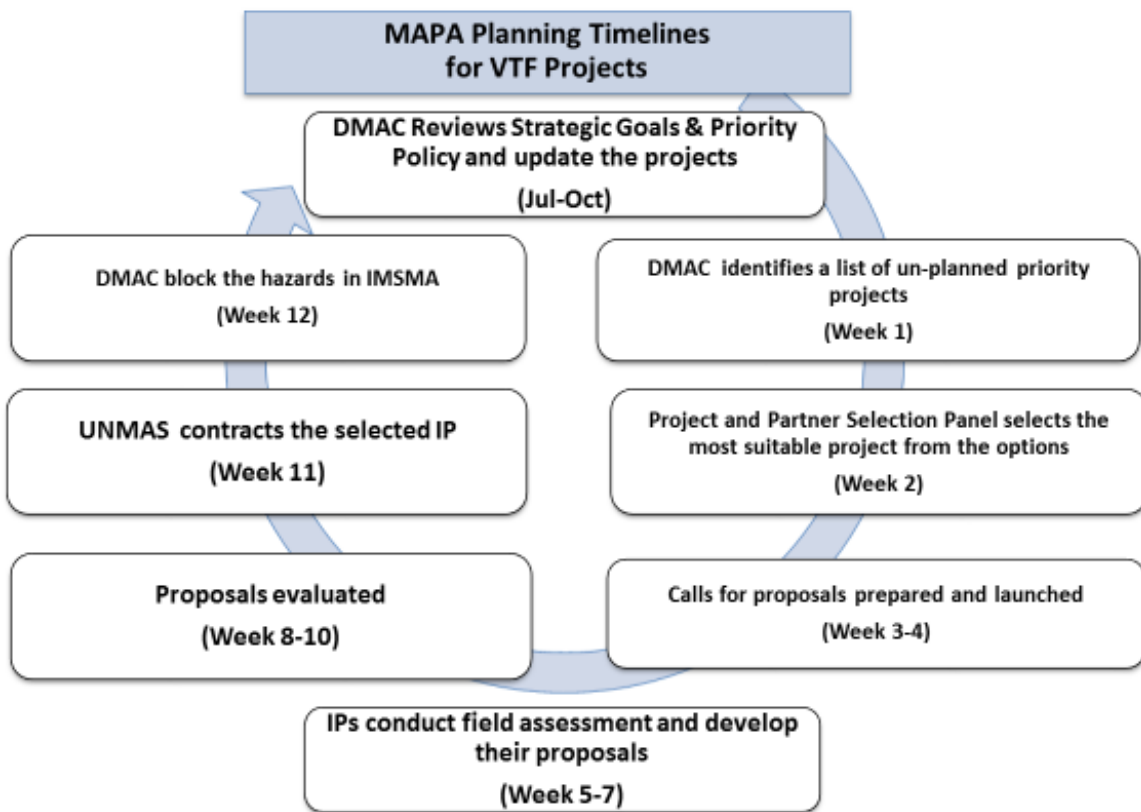 MAPA Planning Timelines
for VTF Projects
DMAC Reviews Strategic Goals & Priority
Policy and update the projects
(Jul-Oct)
DMAC identifies a list of un-planned priority
projects
(Week 1)
Project and Partner Selection Panel selects the
most suitable project from the options
(Week 2)
Calls for proposals prepared and launched
(Week 3-4)
IPs conduct field assessment and develop
their proposals
(Week 5-7)
Proposals evaluated
(Week 8-10)
UNMAS contracts the selected IP
(Week 11)
DMAC block the hazards in IMSMA
(Week 12)